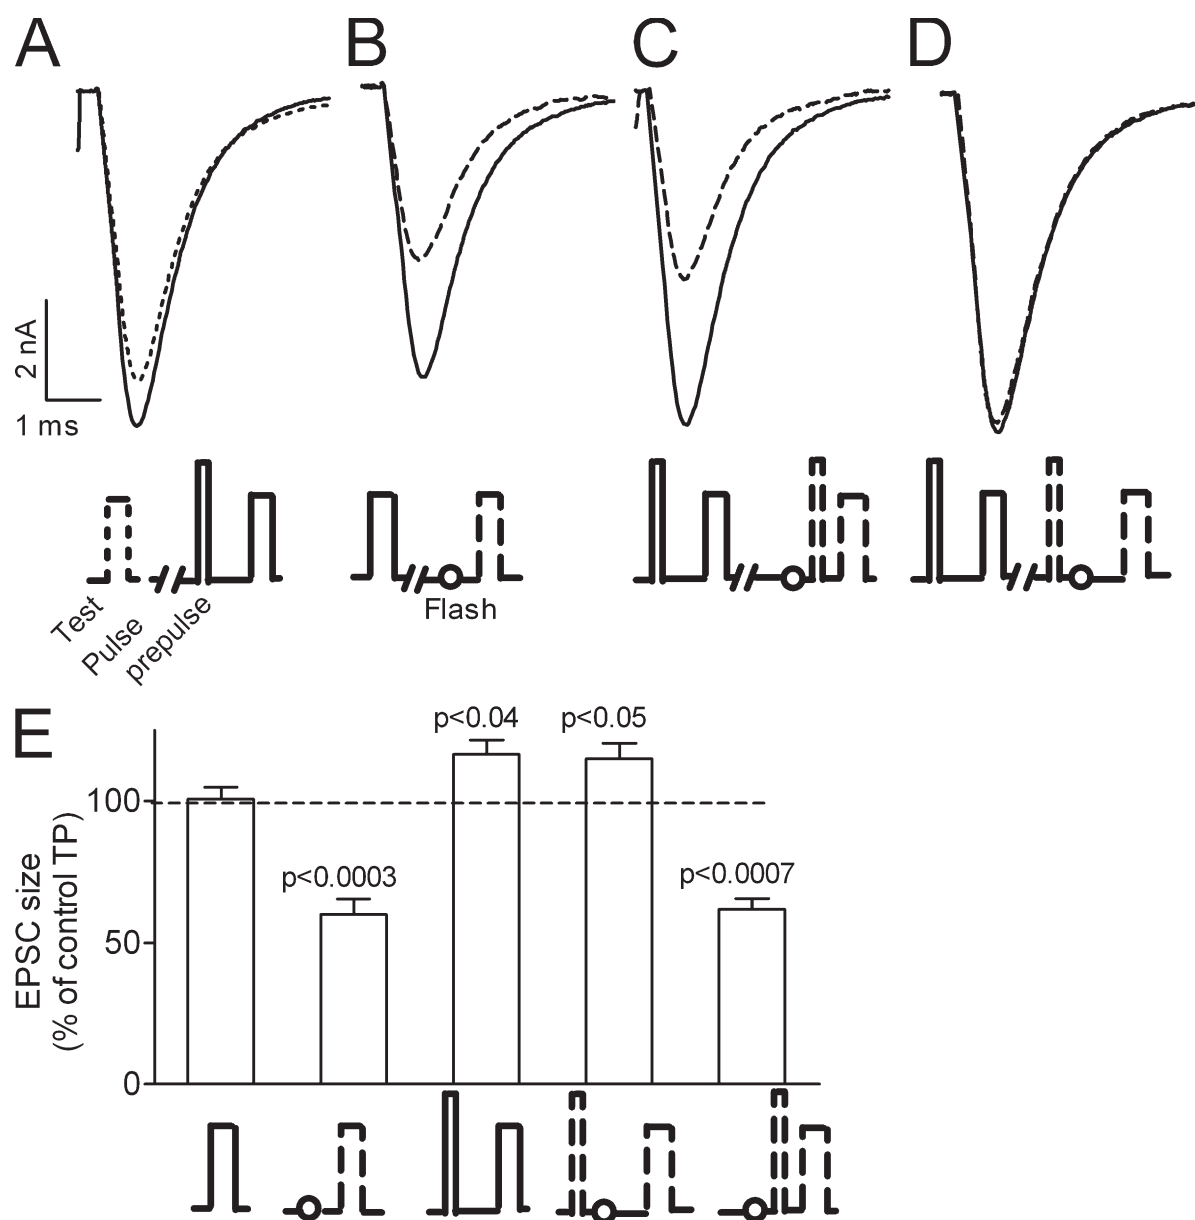 A
B
C
D
2 nA
1 ms
Test
Pulse
prepulse
Flash
E
p<0.04
p<0.05
100
p<0.0003
p<0.0007
EPSC size
(% of control TP)
50
0